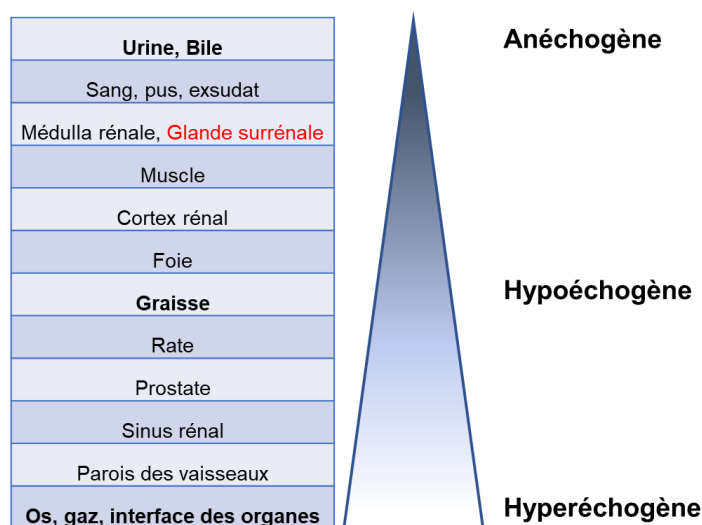 Urine, Bile
Sang, pus, exsudat
Médulla rénale, Glande surrénale
Muscle
Cortex rénal
Foie
Graisse
Rate
Prostate
Sinus rénal
Parois des vaisseaux
Os, gaz, interface des organes
Anéchogène
Hypoéchogène
Hyperéchogène